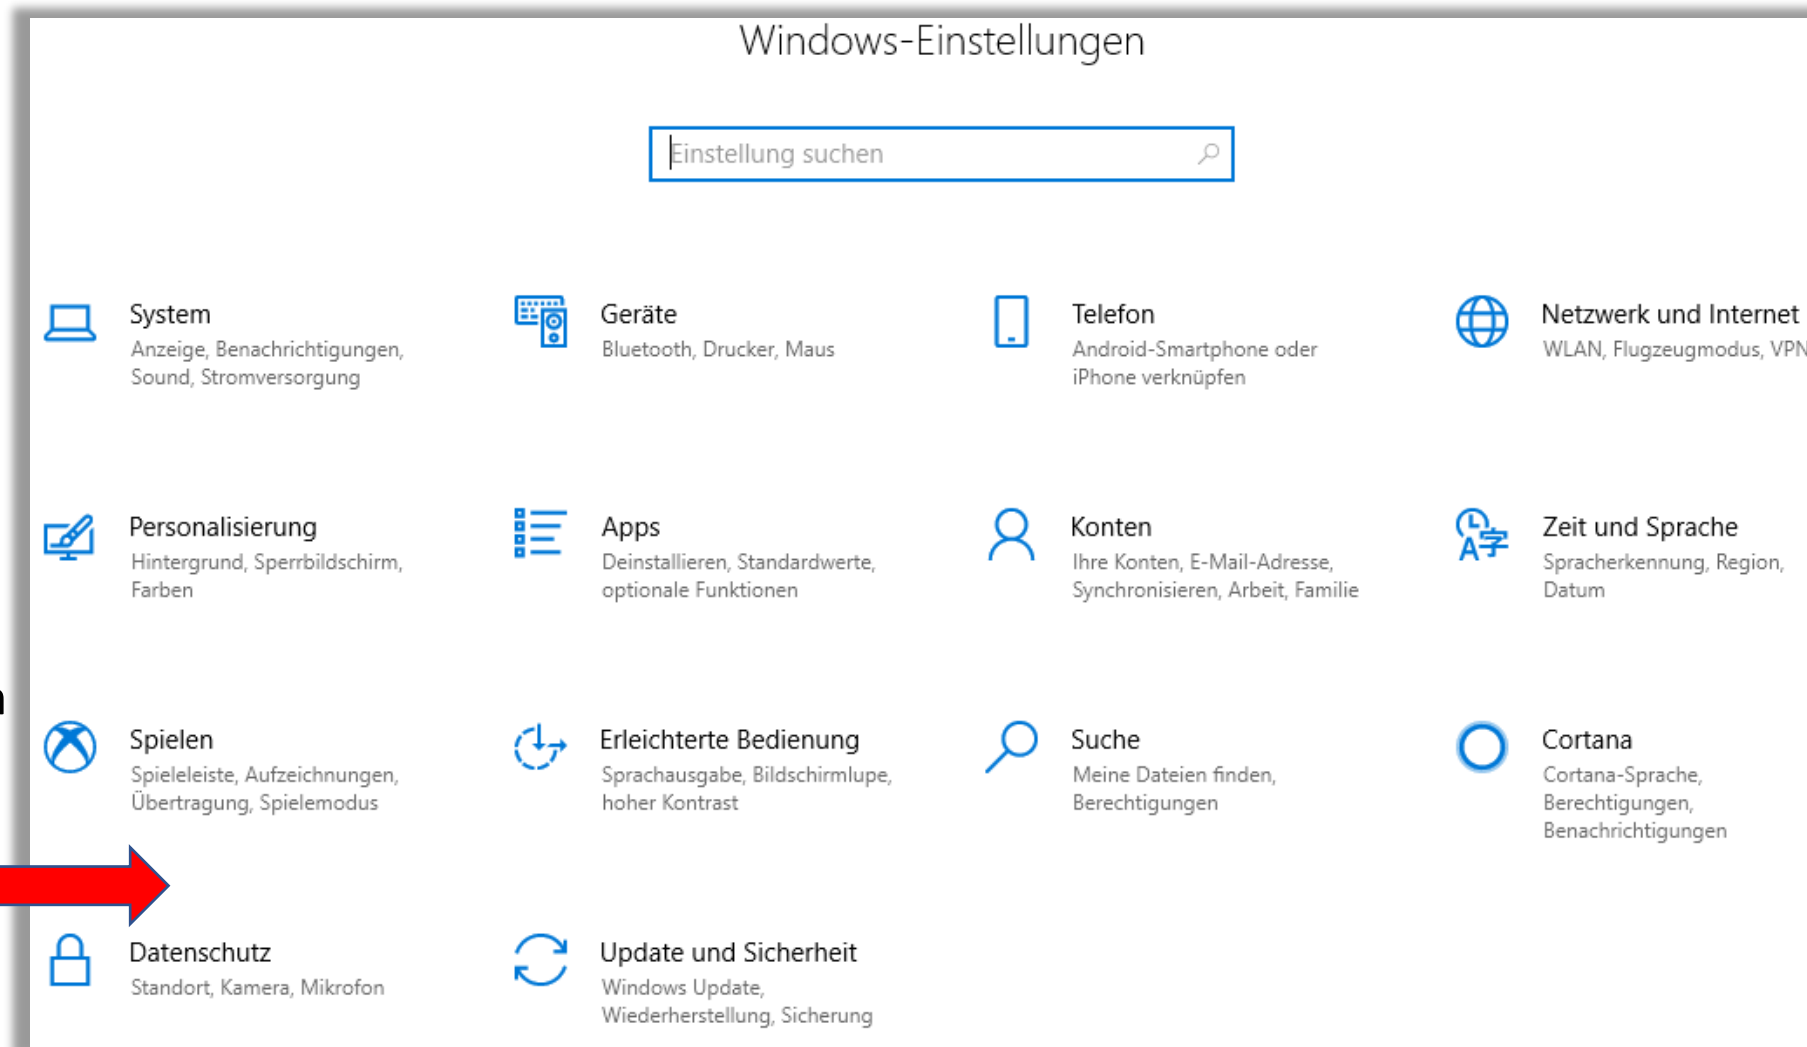 Windows-Einstellungen
Einstellung suchen
System
Anzeige, Benachrichtigungen,
Sound, Stromversorgung
Geräte
Bluetooth, Drucker, Maus
Telefon
Android-Smartphone oder
iPhone verknüpfen
Netzwerk und Internet
WLAN, Flugzeugmodus, VPN
Personalisierung
Hintergrund, Sperrbildschirm,
Farben
Apps
Deinstallieren, Standardwerte,
optionale Funktionen
Konten
Ihre Konten, E-Mail-Adresse,
Synchronisieren, Arbeit, Familie
Zeit und Sprache
Spracherkennung, Region,
Datum
Spielen
Spieleleiste, Aufzeichnungen,
Übertragung, Spielemodus
Erleichterte Bedienung
Sprachausgabe, Bildschirmlupe,
hoher Kontrast
Suche
Meine Dateien finden,
Berechtigungen
Cortana
Cortana-Sprache,
Berechtigungen,
Benachrichtigungen
Datenschutz
Standort, Kamera, Mikrofon
Update und Sicherheit
Windows Update,
Wiederherstellung, Sicherung